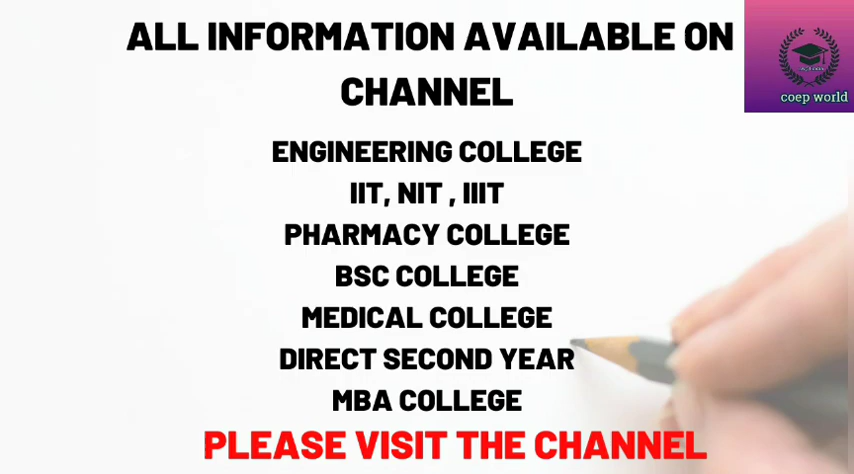 ALL INFORMATION AVAILABLE ON
CHANNEL
coep world
ENGINEERING COLLEGE
IIT, NIT , IIIT
PHARMACY COLLEGE
BSC COLLEGE
MEDICAL COLLEGE
DIRECT SECOND YEAR
MBA COLLEGE
PLEASE VISIT THE CHANNEL